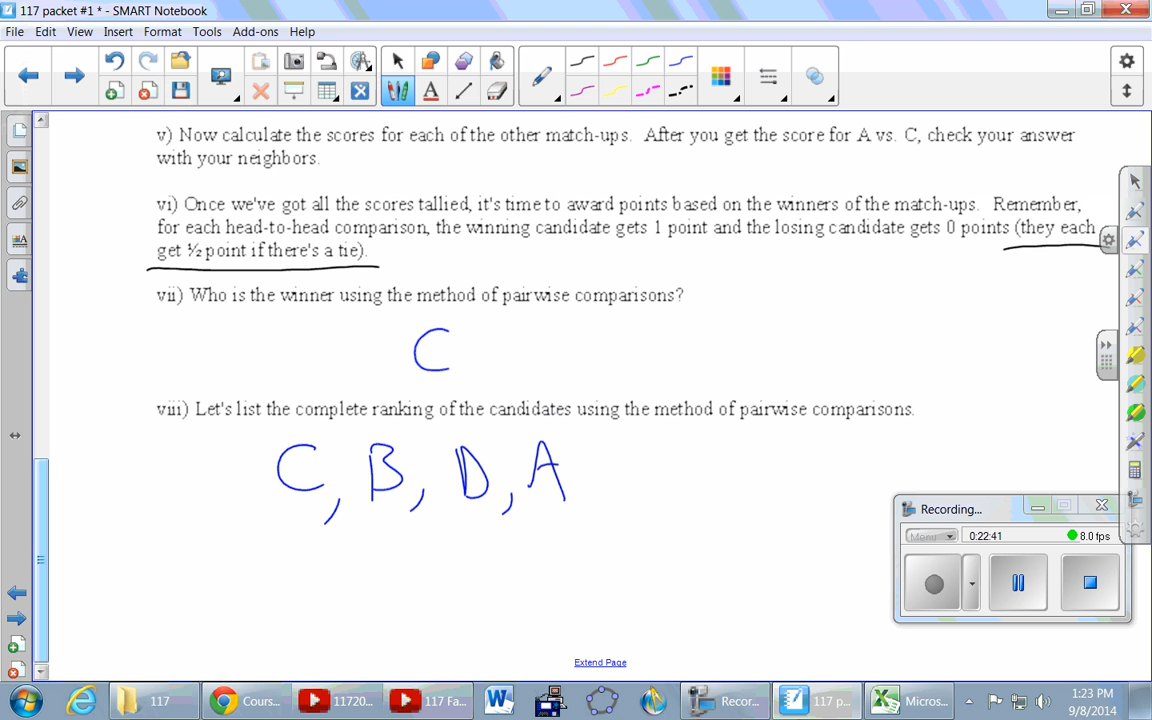 117 packet #1 * - SMART Notebook
File Edit View Insert Format Tools Add-ons Help
v) Now calculate the scores for each of the other match-ups. After you get the score for A vs. C, check your answer
with your neighbors.
vi) Once we've got all the scores tallied, it's time to award points based on the winners of the match-ups. Remember,
for each head-to-head comparison, the winning candidate gets 1 point and the losing candidate gets 0 points (they each
get ½ point if there's a tie).
vii) Who is the winner using the method of pairwise comparisons?
C
viii) Let's list the complete ranking of the candidates using the method of pairwise comparisons.
C, B, D, A
Recording...
Menu 0:22:41 8.0 fps
Extend Page
117 Cours... 11720... 117 Fa... Recor... 117 p... Micros... 1:23 PM
9/8/2014